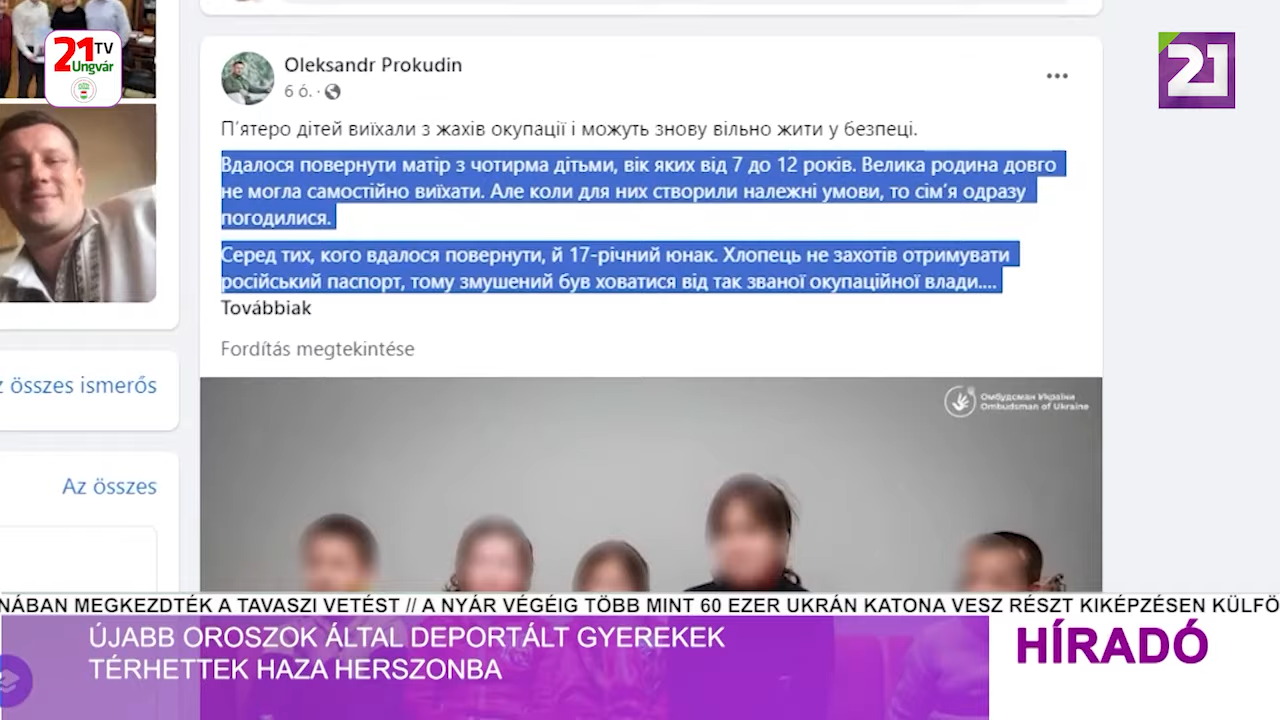 21 TV
Ungvár
21
Oleksandr Prokudin
6 ó. ·
П’ятеро дітей виїхали з жахів окупації і можуть знову вільно жити у безпеці.
Вдалося повернути матір з чотирма дітьми, вік яких від 7 до 12 років. Велика родина довго
не могла самостійно виїхати. Але коли для них створили належні умови, то сім’я одразу
погодилися.
Серед тих, кого вдалося повернути, й 17-річний юнак. Хлопець не захотів отримувати
російський паспорт, тому змушений був ховатися від так званої окупаційної влади....
Továbbiak
Fordítás megtekintése
z összes ismerős
Az összes
Омбудсман України
Ombudsman of Ukraine
NÁBAN MEGKEZDTÉK A TAVASZI VETÉST // A NYÁR VÉGÉIG TÖBB MINT 60 EZER UKRÁN KATONA VESZ RÉSZT KIKÉPZÉSEN KÜLFÖ
ÚJABB OROSZOK ÁLTAL DEPORTÁLT GYEREKEK
TÉRHETTEK HAZA HERSZONBA
HÍRADÓ